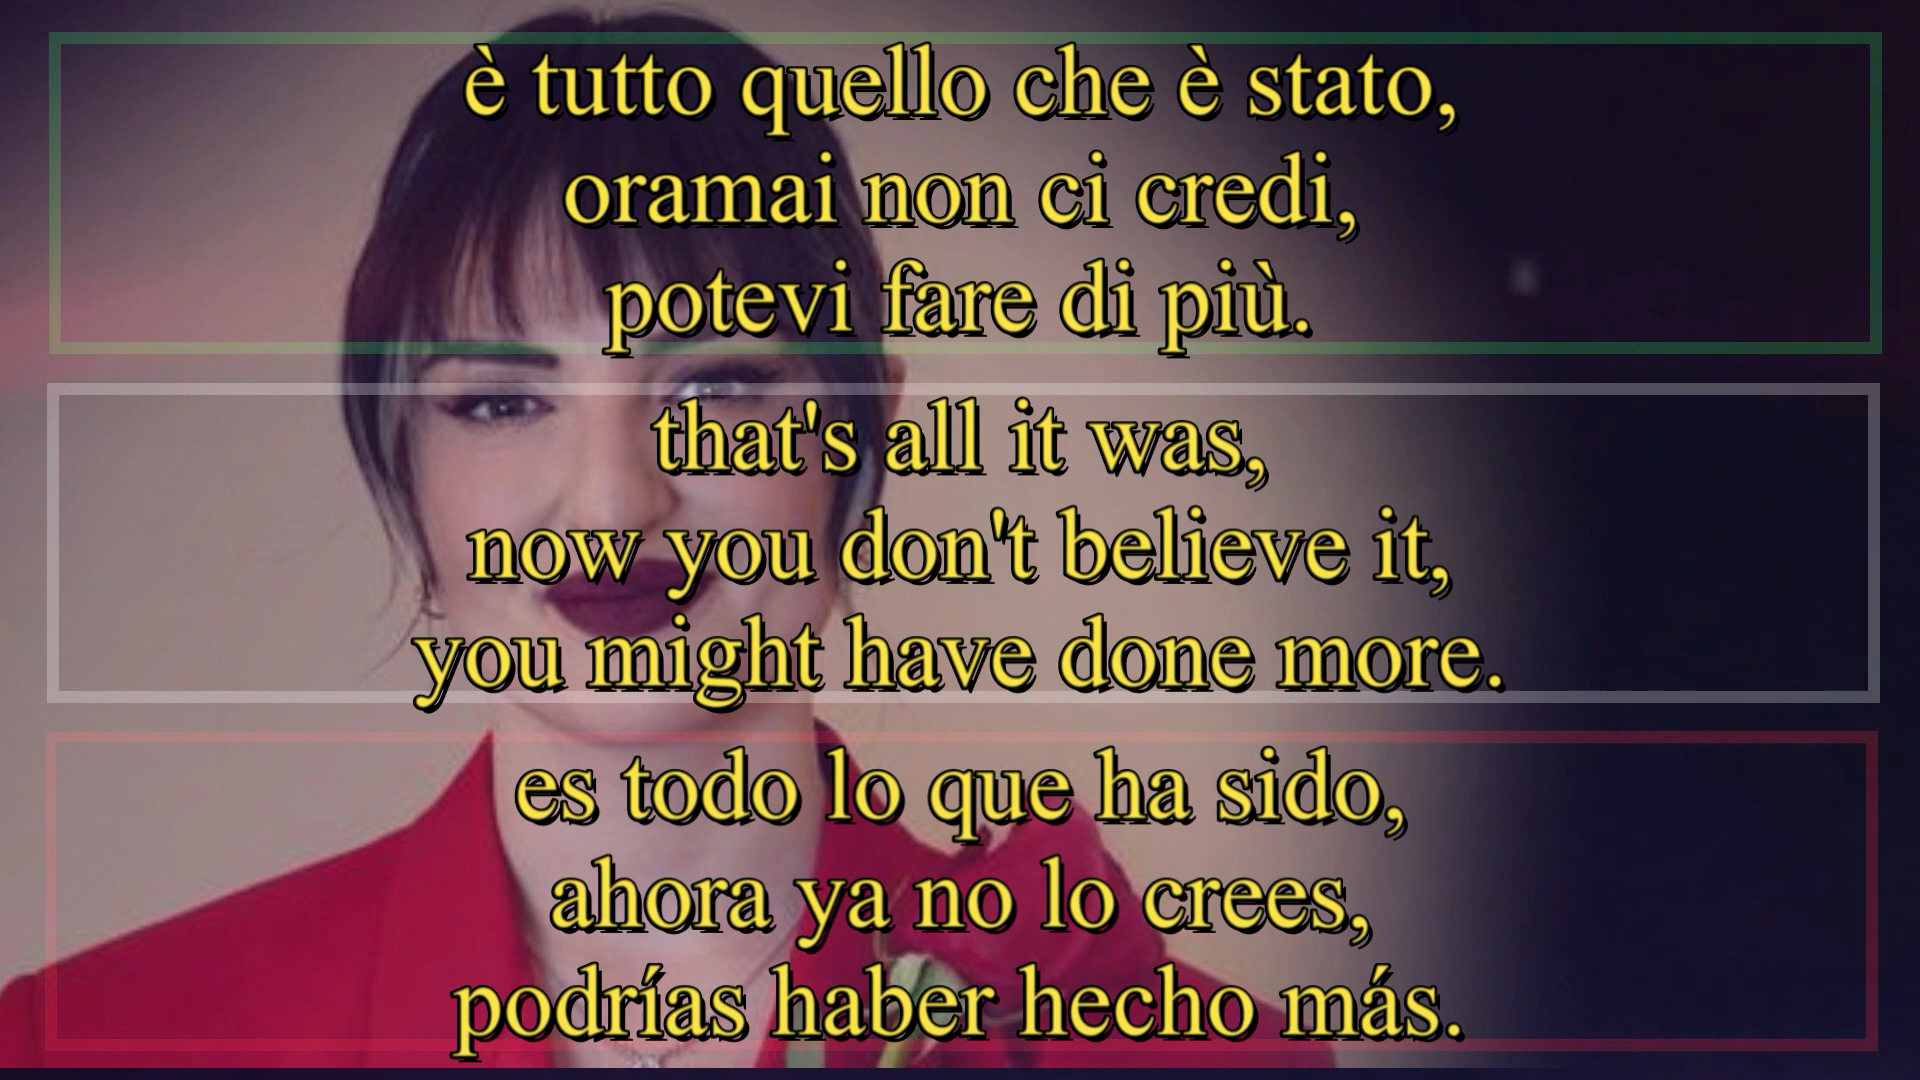 è tutto quello che è stato,
oramai non ci credi,
potevi fare di più.
that's all it was,
now you don't believe it,
you might have done more.
es todo lo que ha sido,
ahora ya no lo crees,
podrías haber hecho más.